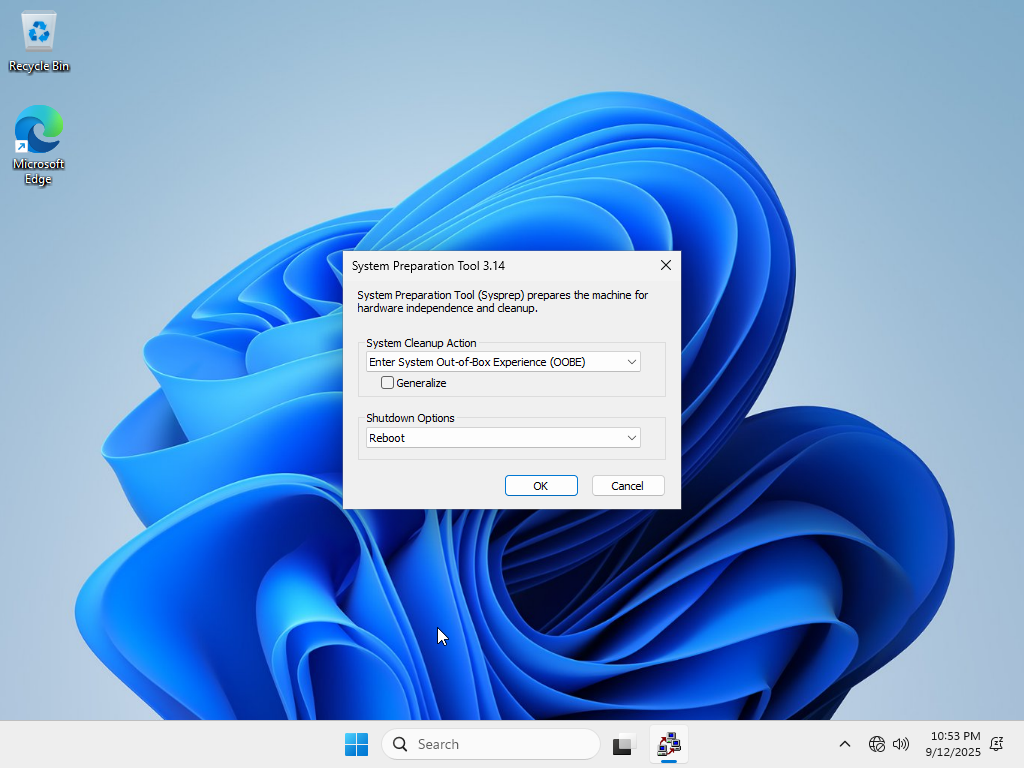 Recycle Bin
Microsoft
Edge
System Preparation Tool 3.14
System Preparation Tool (Sysprep) prepares the machine for
hardware independence and cleanup.
System Cleanup Action
Enter System Out-of-Box Experience (OOBE)
Generalize
Shutdown Options
Reboot
OK
Cancel
Search
10:53 PM
9/12/2025